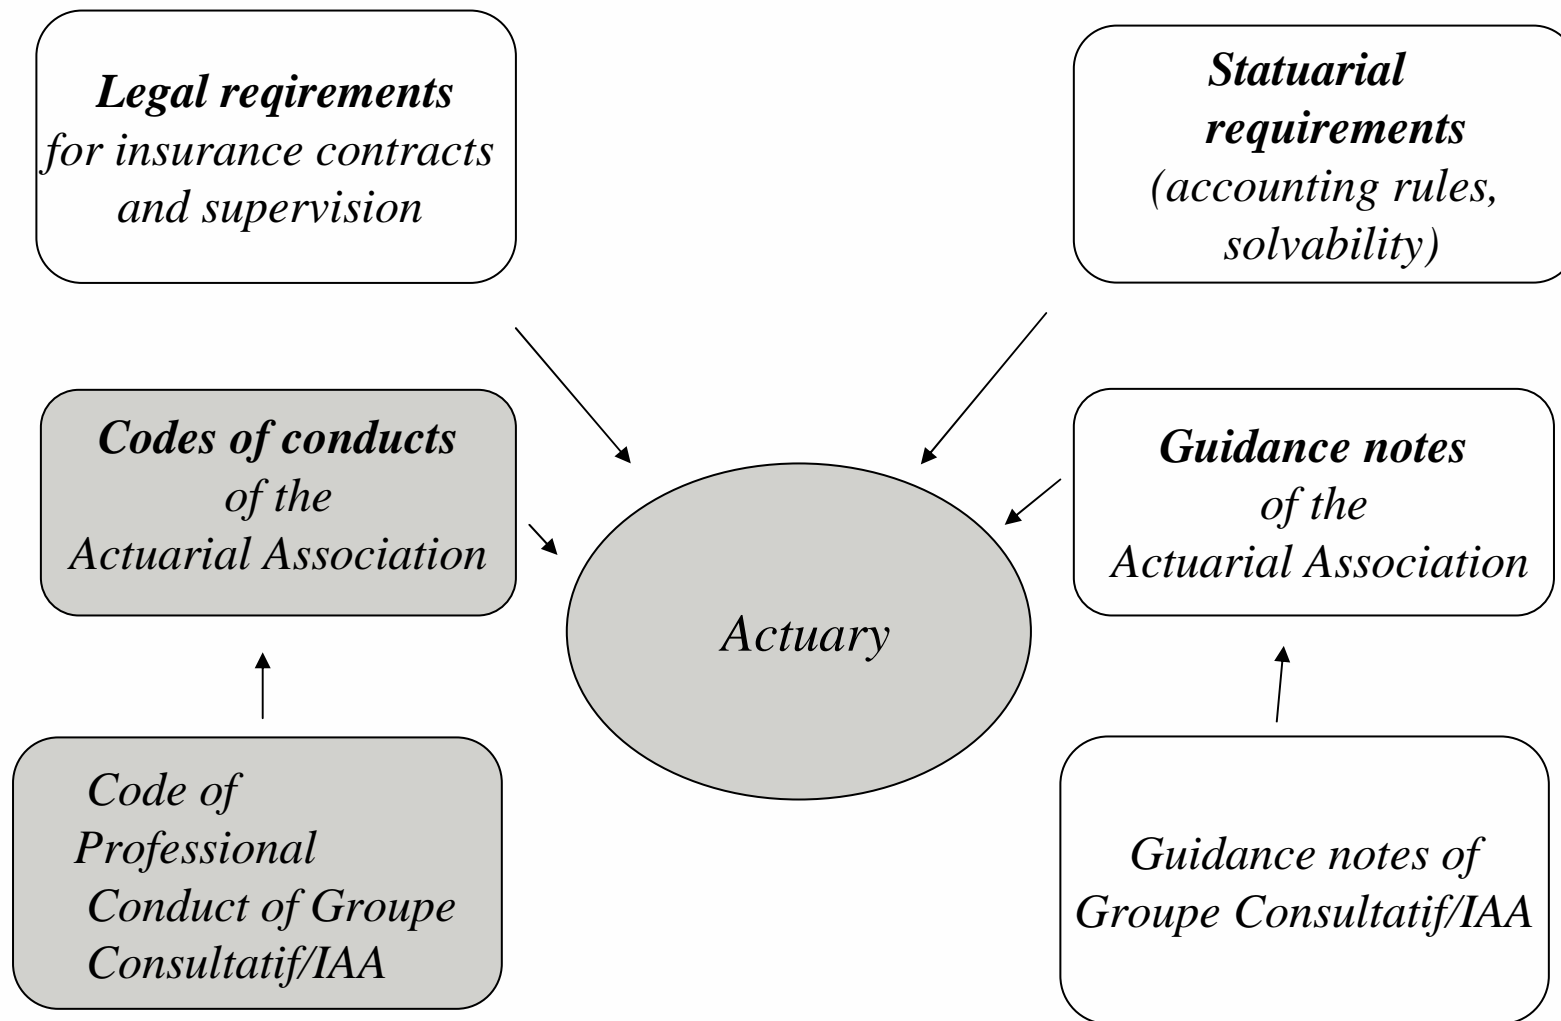 Legal reqirements
for insurance contracts
and supervision
Statuarial
requirements
(accounting rules,
solvability)
Codes of conducts
of the
Actuarial Association
Guidance notes
of the
Actuarial Association
Actuary
Code of
Professional
Conduct of Groupe
Consultatif/IAA
Guidance notes of
Groupe Consultatif/IAA